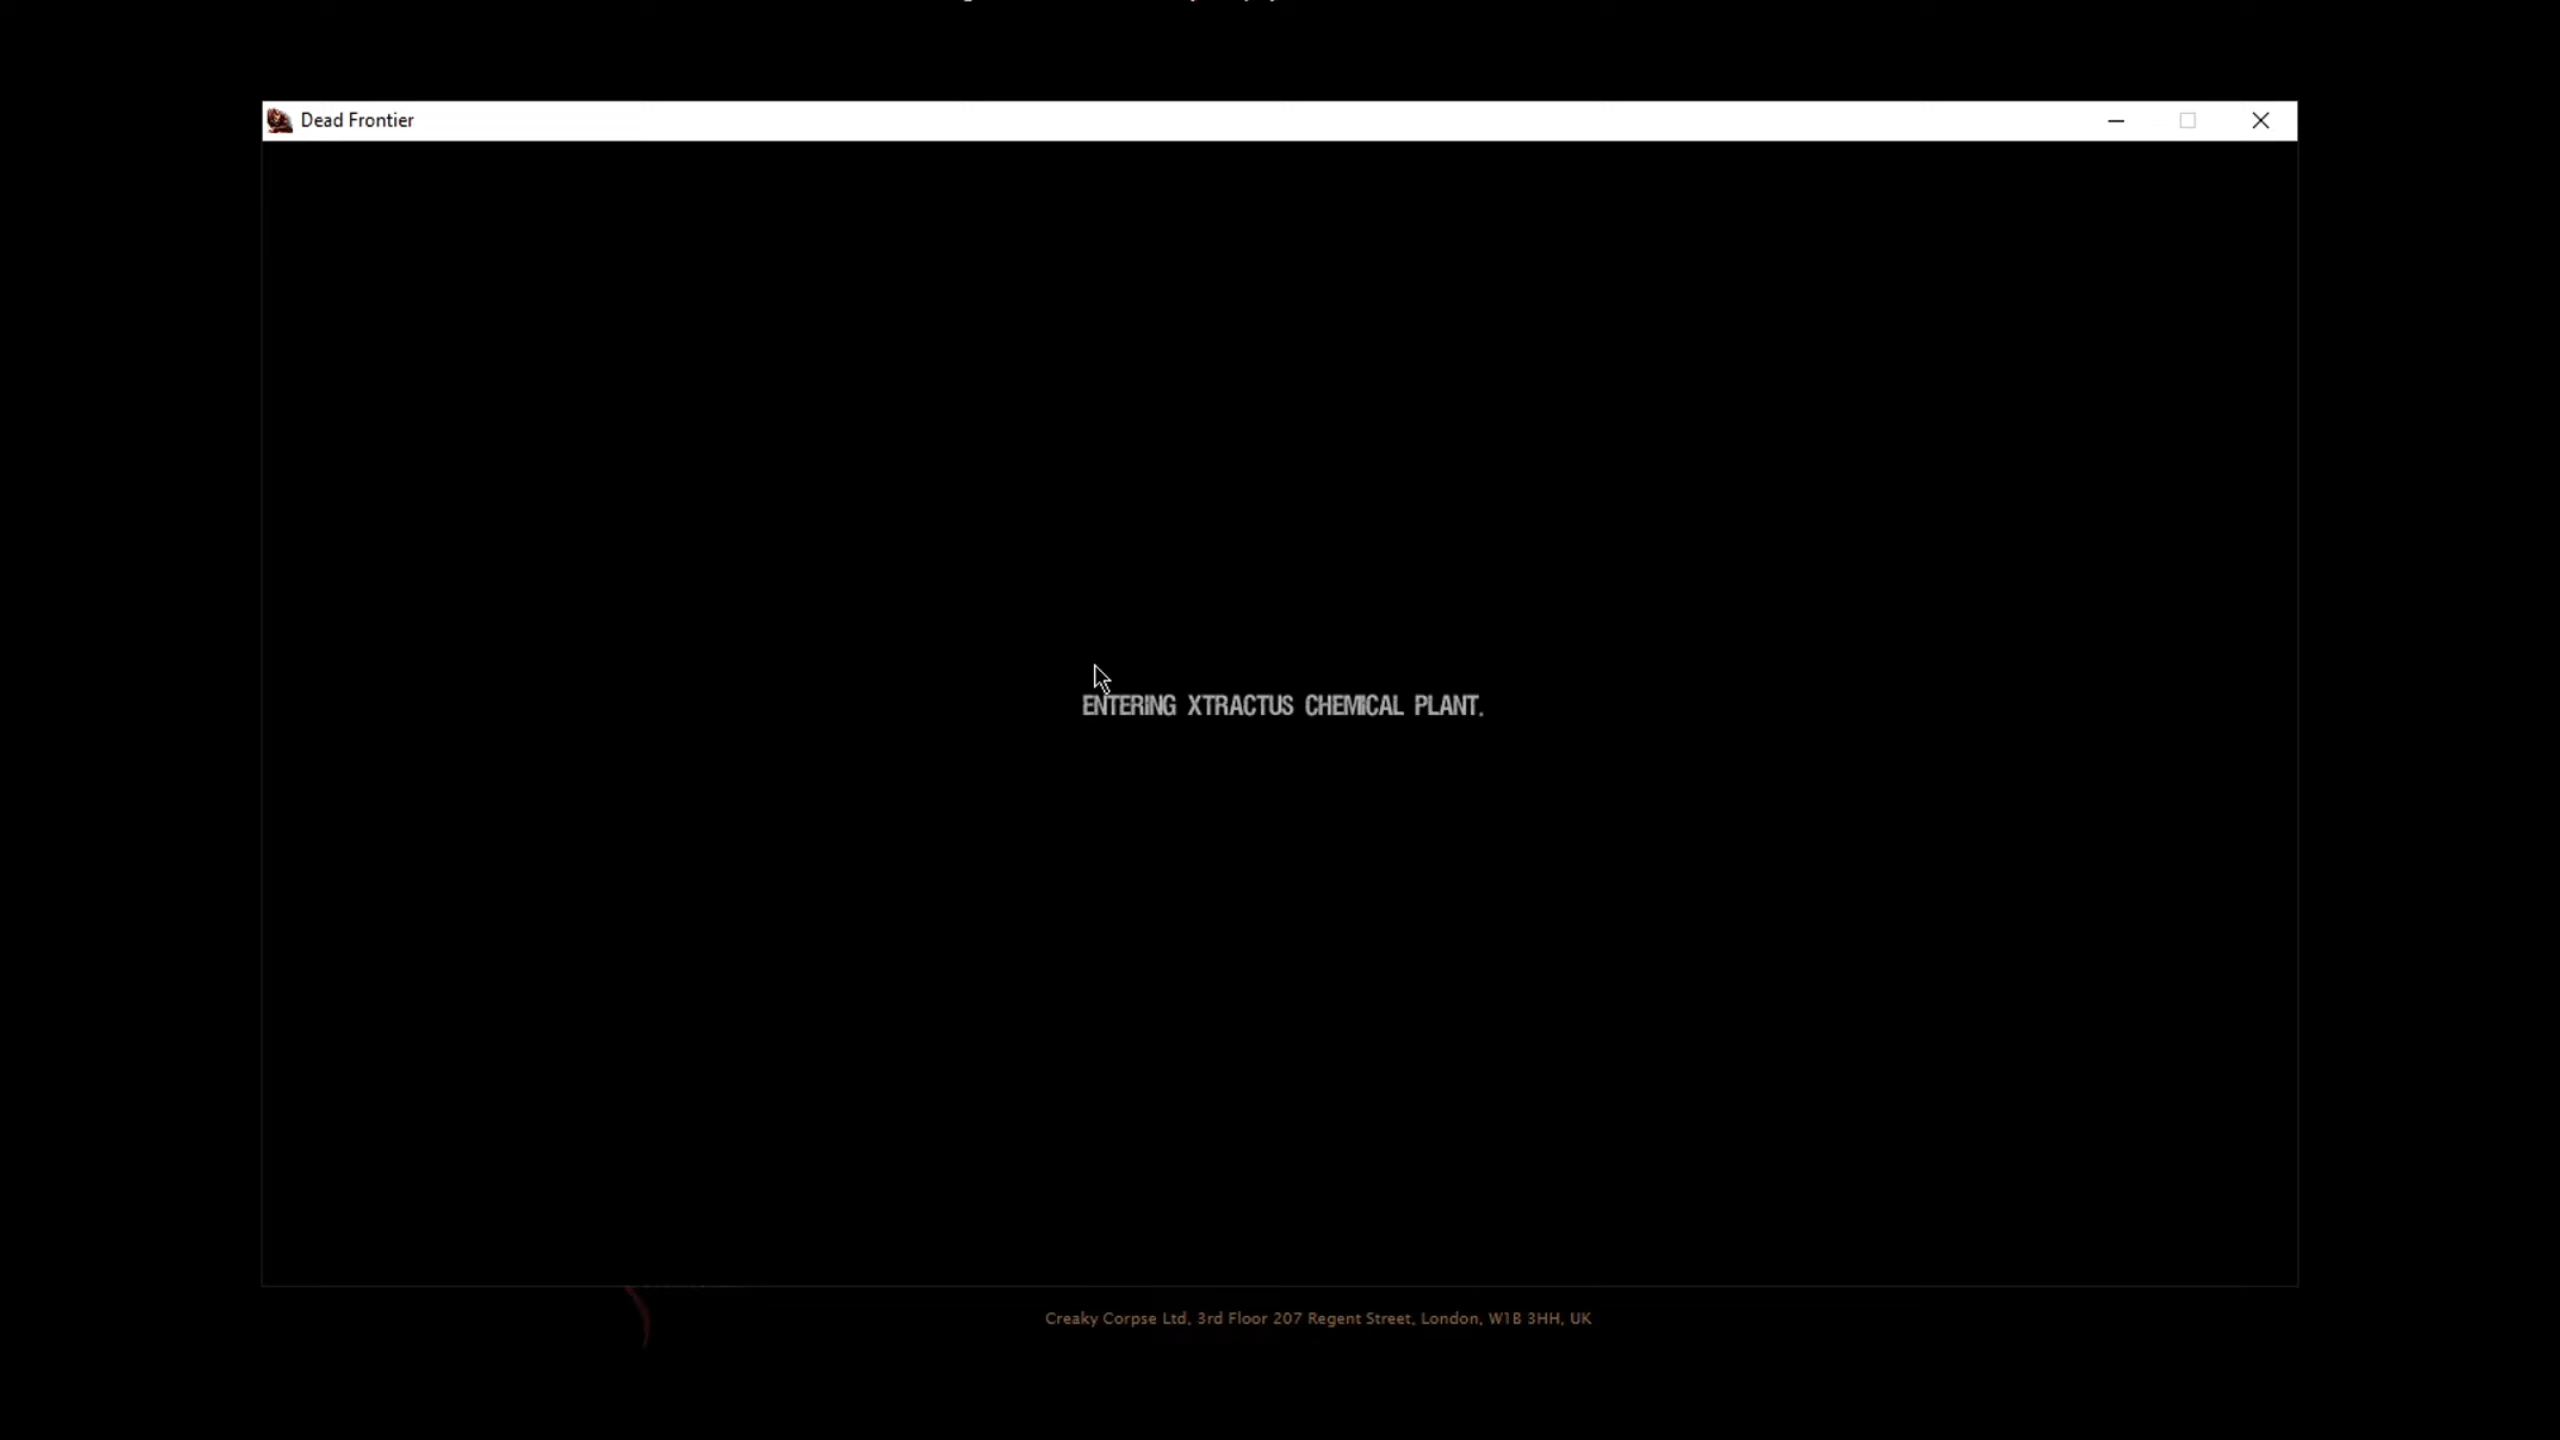 Dead Frontier
ENTERING XTRACTUS CHEMICAL PLANT.
Creaky Corpse Ltd, 3rd Floor 207 Regent Street, London, W1B 3HH, UK